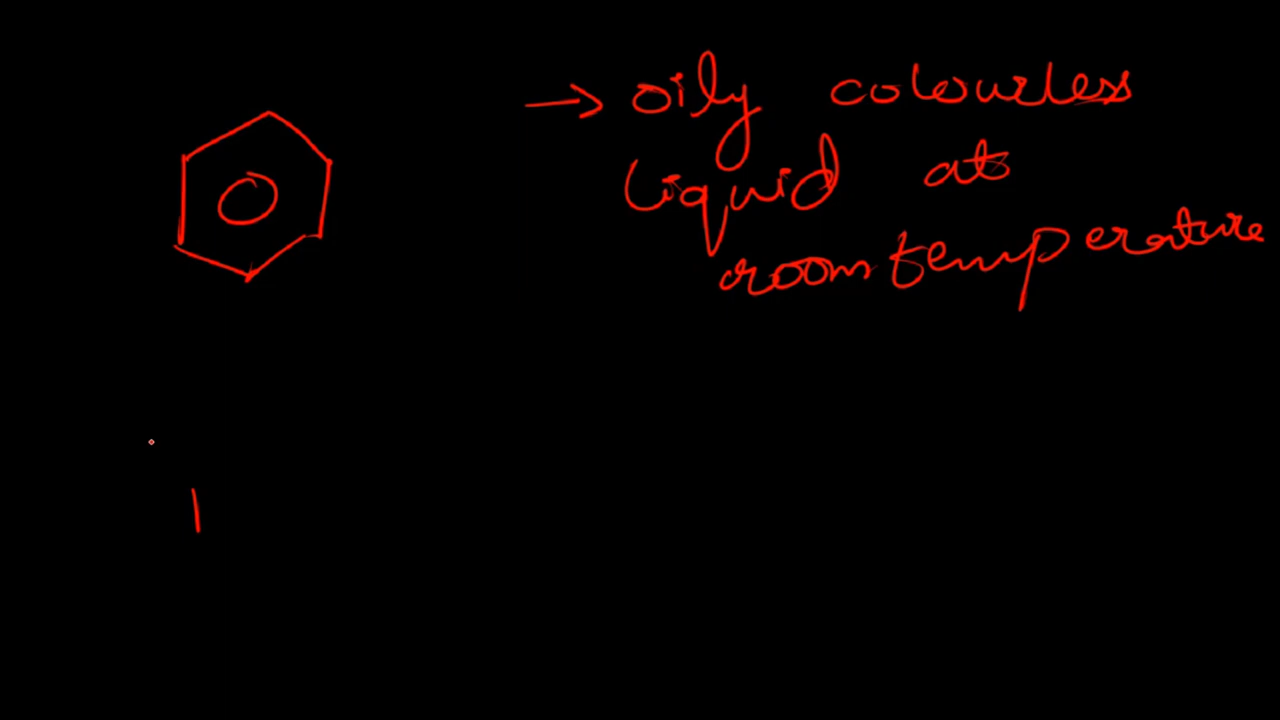 → oily colourless
liquid at
room temperature